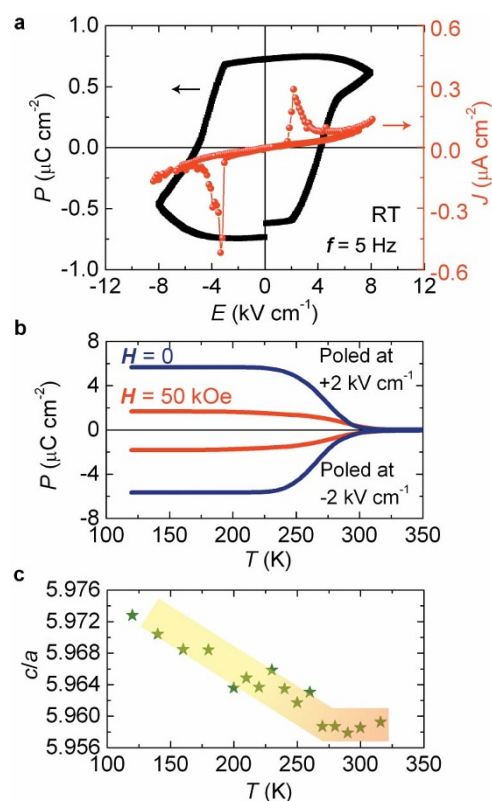 a
1.0
0.5
0.0
-0.5
-1.0
P (μC cm⁻²)
0.6
0.3
0.0
-0.3
-0.6
J (μA cm⁻²)
RT
f = 5 Hz
-12 -8 -4 0 4 8 12
E (kV cm⁻¹)
b
8
4
0
-4
-8
P (μC cm⁻²)
H = 0
H = 50 kOe
Poled at
+2 kV cm⁻¹
Poled at
-2 kV cm⁻¹
100 150 200 250 300 350
T (K)
c
5.976
5.972
5.968
5.964
5.960
5.956
c/a
100 150 200 250 300 350
T (K)